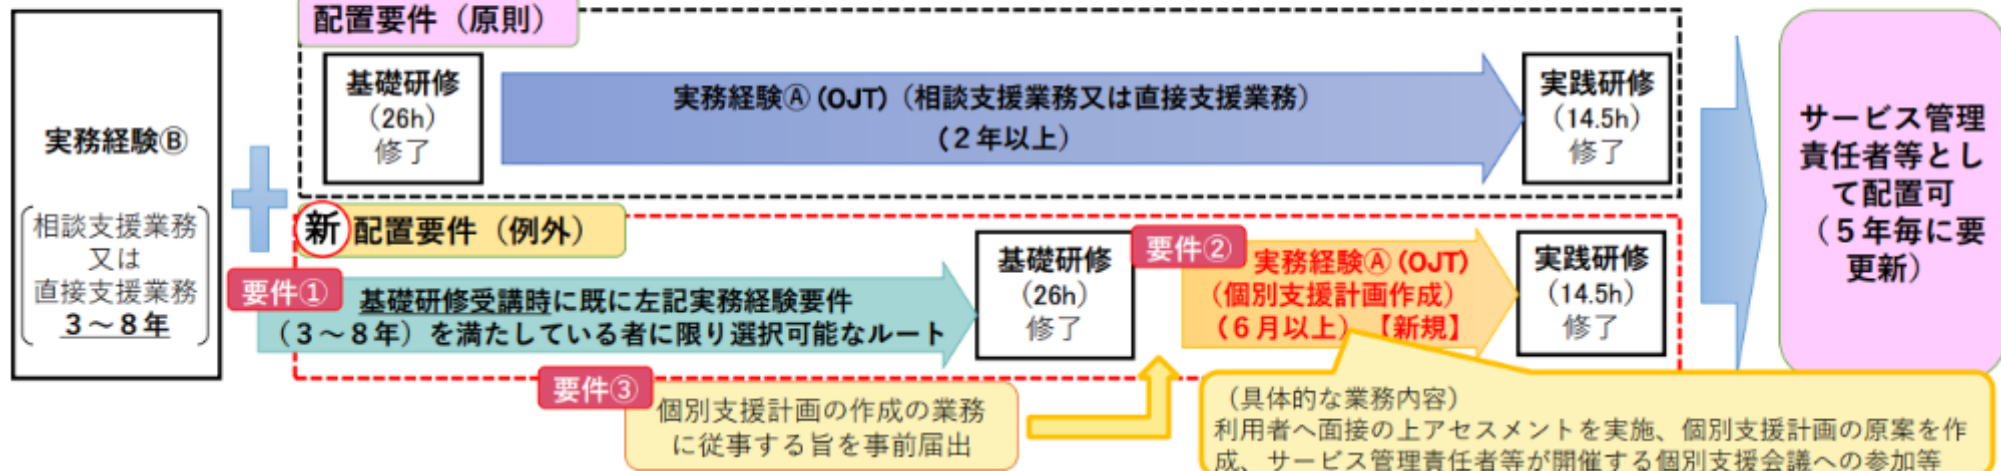 実務経験Ⓑ
相談支援業務
又は
直接支援業務
3～8年
配置要件（原則）
基礎研修
（26h）
修了
実務経験Ⓐ(OJT)（相談支援業務又は直接支援業務）
（２年以上）
実践研修
（14.5h）
修了
新
配置要件（例外）
要件①
基礎研修受講時に既に左記実務経験要件
（３～８年）を満たしている者に限り選択可能なルート
基礎研修
（26h）
修了
要件②
実務経験Ⓐ(OJT)
（個別支援計画作成）
（６月以上）【新規】
実践研修
（14.5h）
修了
要件③
個別支援計画の作成の業務
に従事する旨を事前届出
（具体的な業務内容）
利用者へ面接の上アセスメントを実施、個別支援計画の原案を作
成、サービス管理責任者等が開催する個別支援会議への参加等
サービス管理
責任者等とし
て配置可
（５年毎に要
更新）